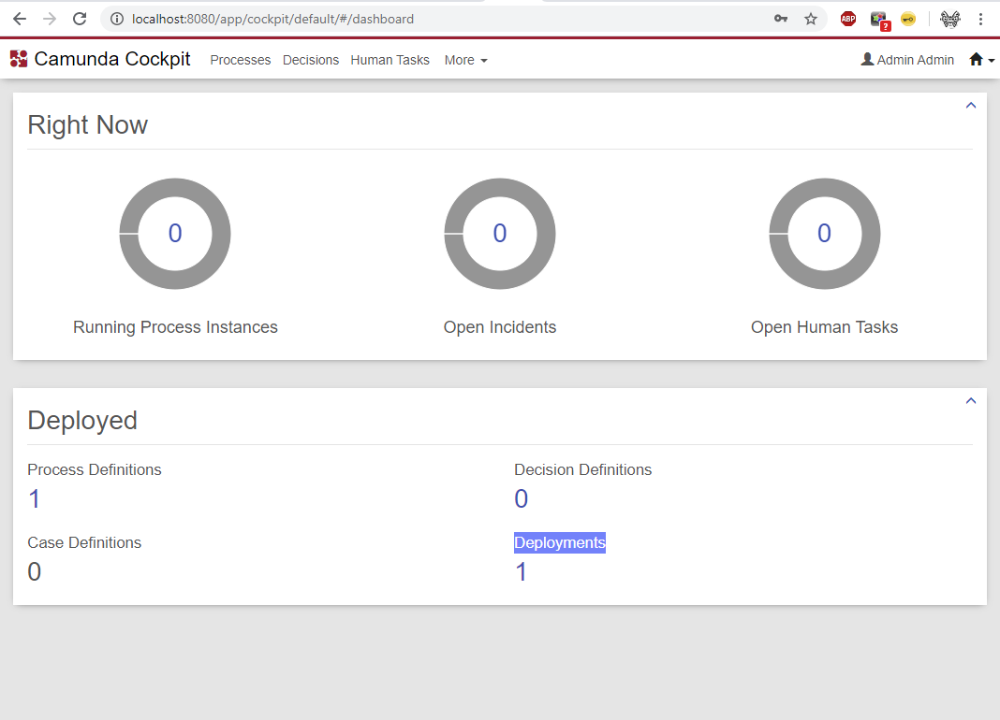 localhost:8080/app/cockpit/default/#/dashboard
ABP
?
Camunda Cockpit Processes Decisions Human Tasks More Admin Admin
Right Now
0 0 0
Running Process Instances Open Incidents Open Human Tasks
Deployed
Process Definitions Decision Definitions
1 0
Case Definitions Deployments
0 1